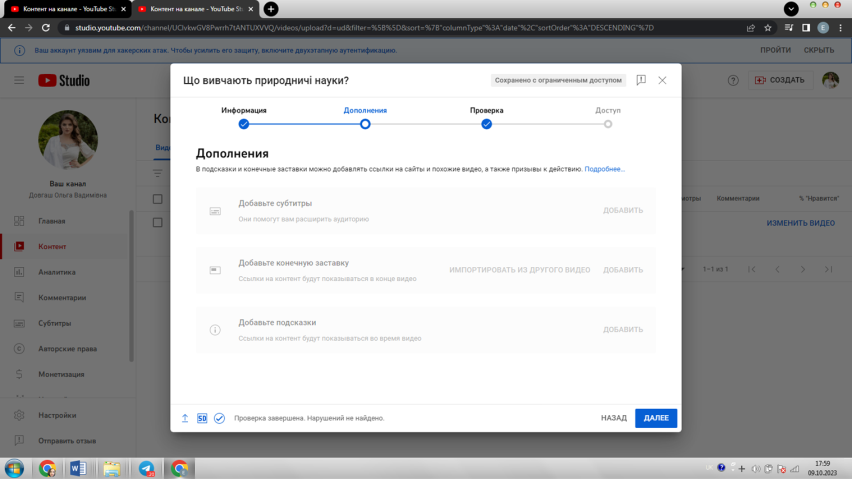 Контент на канале - YouTube St
Контент на канале - YouTube St
studio.youtube.com/channel/UClvkwGV8Pwrrh7tANTUXVVQ/videos/upload?d=ud&filter=%5B%5D&sort=%7B"columnType"%3A"date"%2C"sortOrder"%3A"DESCENDING"%7D
Ваш аккаунт уязвим для хакерских атак. Чтобы усилить его защиту, включите двухэтапную аутентификацию.
ПРОЙТИ
СКРЫТЬ
Studio
СОЗДАТЬ
Що вивчають природничі науки?
Сохранено с ограниченным доступом
Информация
Дополнения
Проверка
Доступ
Дополнения
В подсказки и конечные заставки можно добавлять ссылки на сайты и похожие видео, а также призывы к действию. Подробнее...
Добавьте субтитры
Они помогут вам расширить аудиторию
ДОБАВИТЬ
Добавьте конечную заставку
Ссылки на контент будут показываться в конце видео
ИМПОРТИРОВАТЬ ИЗ ДРУГОГО ВИДЕО
ДОБАВИТЬ
Добавьте подсказки
Ссылки на контент будут показываться во время видео
ДОБАВИТЬ
SD
Проверка завершена. Нарушений не найдено.
НАЗАД
ДАЛЕЕ
Ваш канал
Довгаш Ольга Вадимівна
Главная
Контент
Аналитика
Комментарии
Субтитры
Авторские права
Монетизация
Настройки
Отправить отзыв
Ко
Вид
мотры
Комментарии
% "Нравится"
ИЗМЕНИТЬ ВИДЕО
1–1 из 1
E
17:59
09.10.2023